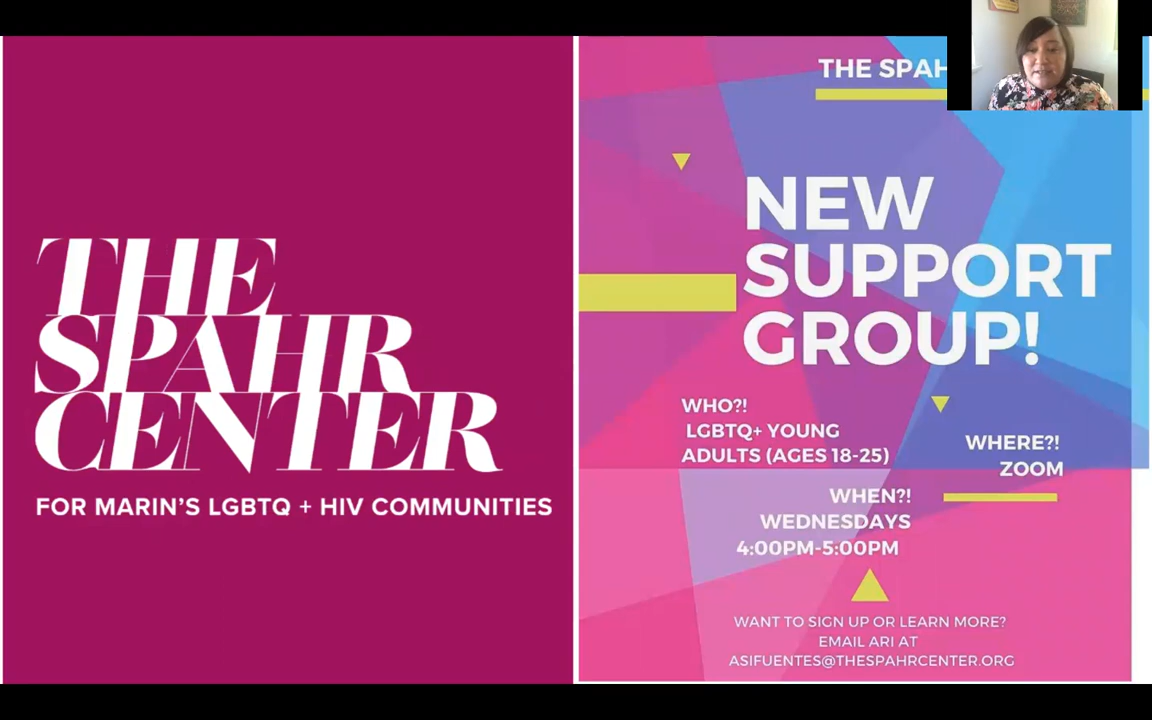 THE
SPAHR
CENTER
FOR MARIN'S LGBTQ + HIV COMMUNITIES
THE
NEW
SUPPORT
GROUP!
WHO?!
LGBTQ+ YOUNG
ADULTS (AGES 18-25)
WHERE?!
ZOOM
WHEN?!
WEDNESDAYS
4:00PM-5:00PM
WANT TO SIGN UP OR LEARN MORE?
EMAIL ARI AT
ASIFUENTES@THESPAHRCENTER.ORG